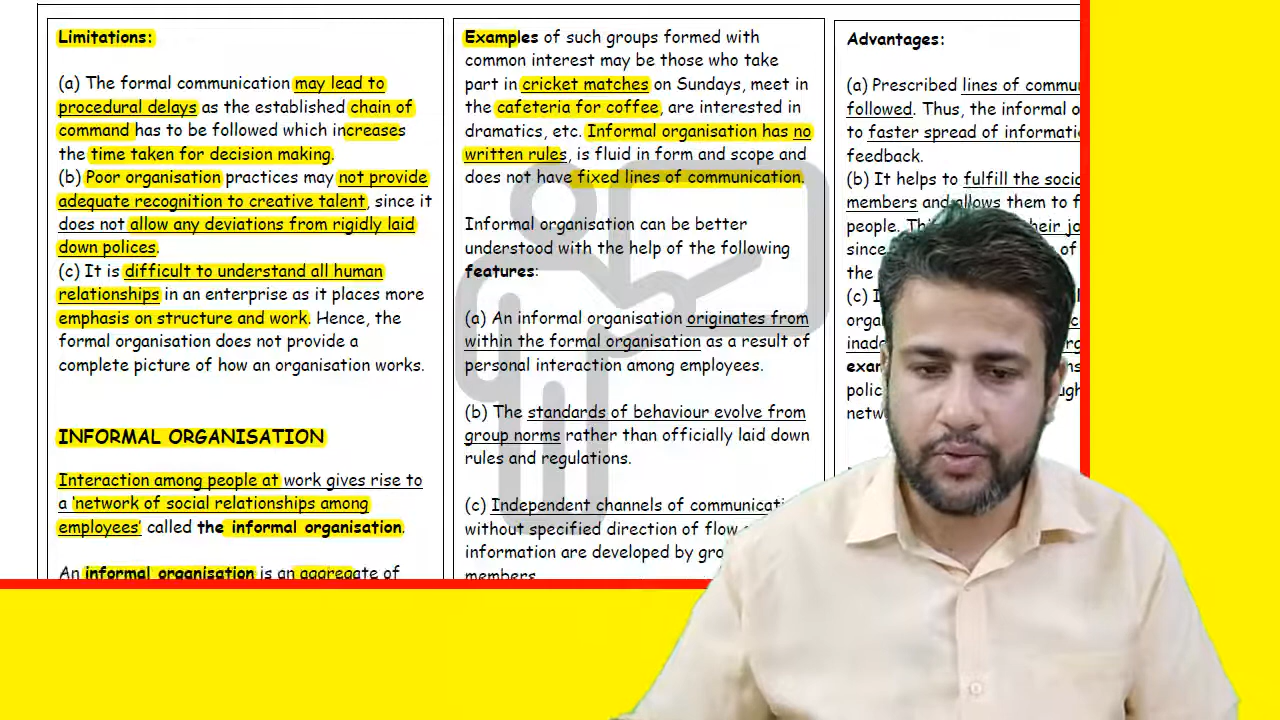 Limitations:
(a) The formal communication may lead to
procedural delays as the established chain of
command has to be followed which increases
the time taken for decision making.
(b) Poor organisation practices may not provide
adequate recognition to creative talent, since it
does not allow any deviations from rigidly laid
down polices.
(c) It is difficult to understand all human
relationships in an enterprise as it places more
emphasis on structure and work. Hence, the
formal organisation does not provide a
complete picture of how an organisation works.
INFORMAL ORGANISATION
Interaction among people at work gives rise to
a 'network of social relationships among
employees' called the informal organisation.
An informal organisation is an aggregate of
Examples of such groups formed with
common interest may be those who take
part in cricket matches on Sundays, meet in
the cafeteria for coffee, are interested in
dramatics, etc. Informal organisation has no
written rules, is fluid in form and scope and
does not have fixed lines of communication.
Informal organisation can be better
understood with the help of the following
features:
(a) An informal organisation originates from
within the formal organisation as a result of
personal interaction among employees.
(b) The standards of behaviour evolve from
group norms rather than officially laid down
rules and regulations.
(c) Independent channels of
without specified direction of flow
information are developed by
members.
Advantages:
(a) Prescribed lines of
followed. Thus, the informal
to faster spread of
feedback.
(b) It helps to fulfill the
members and allows them to
people.
since of
the
(c)